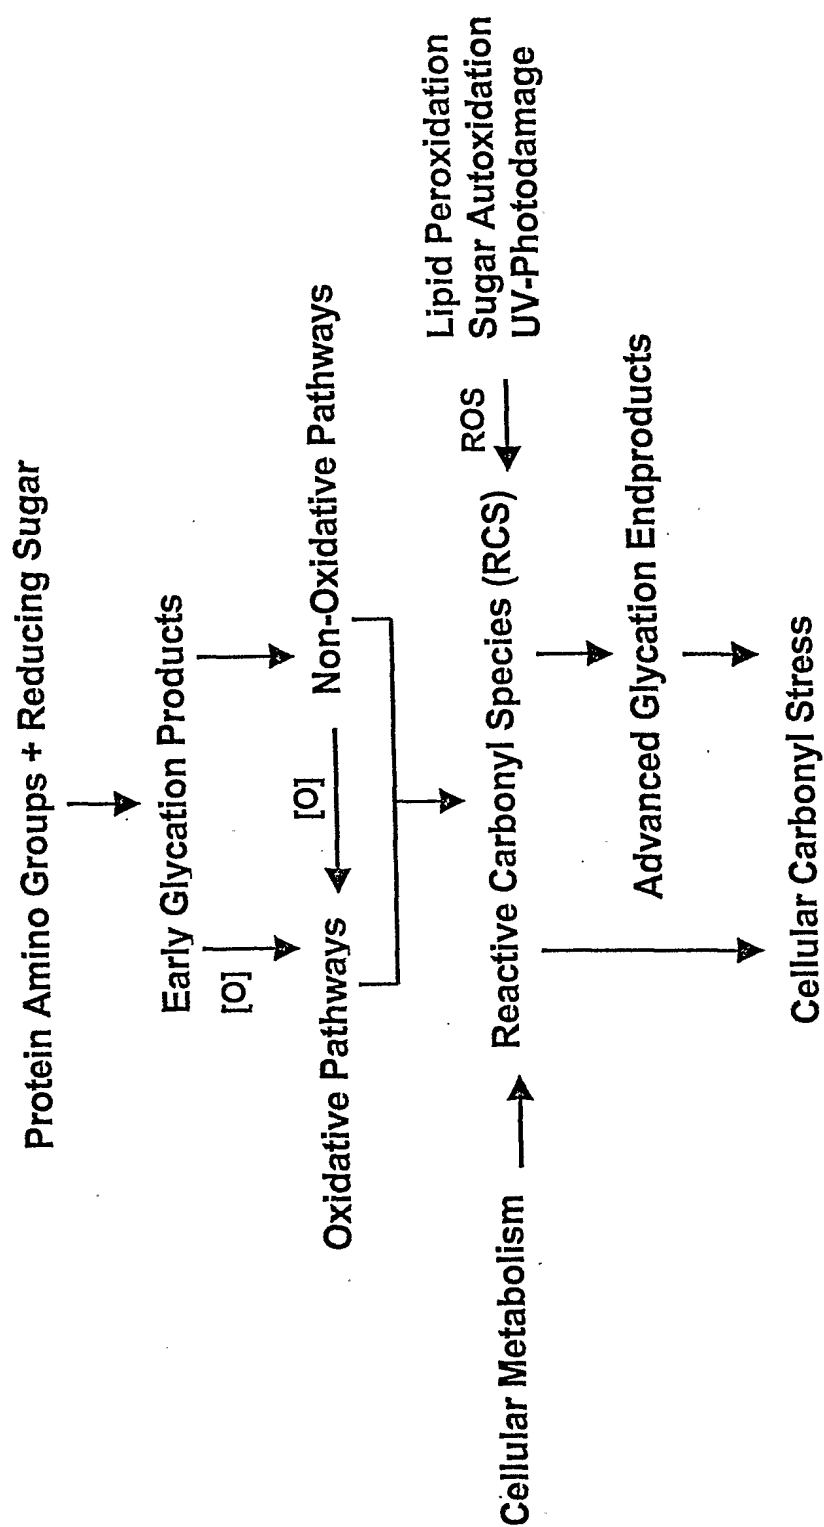 Protein Amino Groups + Reducing Sugar
Early Glycation Products
[O]
Oxidative Pathways
[O]
Non-Oxidative Pathways
Cellular Metabolism
Reactive Carbonyl Species (RCS)
ROS
Lipid Peroxidation
Sugar Autoxidation
UV-Photodamage
Advanced Glycation Endproducts
Cellular Carbonyl Stress